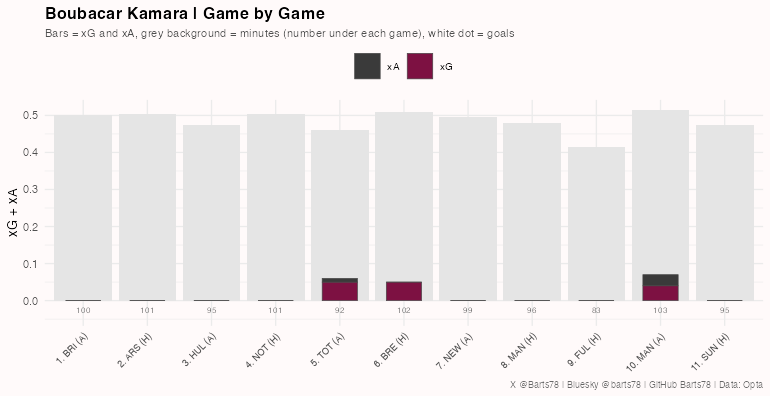 Boubacar Kamara | Game by Game
Bars = xG and xA, grey background = minutes (number under each game), white dot = goals
xA xG
xG + xA
0.5
0.4
0.3
0.2
0.1
0.0
100 101 95 101 92 102 99 96 83 103 95
1. BRI (A) 2. ARS (H) 3. HUL (A) 4. NOT (H) 5. TOT (A) 6. BRE (H) 7. NEW (A) 8. MAN (H) 9. FUL (H) 10. MAN (A) 11. SUN (H)
X @Barts78 | Bluesky @barts78 | GitHub Barts78 | Data: Opta